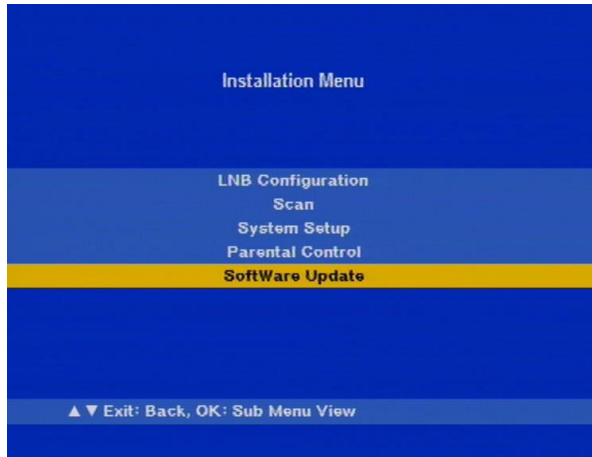 Installation Menu
LNB Configuration
Scan
System Setup
Parental Control
SoftWare Update
▲▼ Exit: Back, OK: Sub Menu View